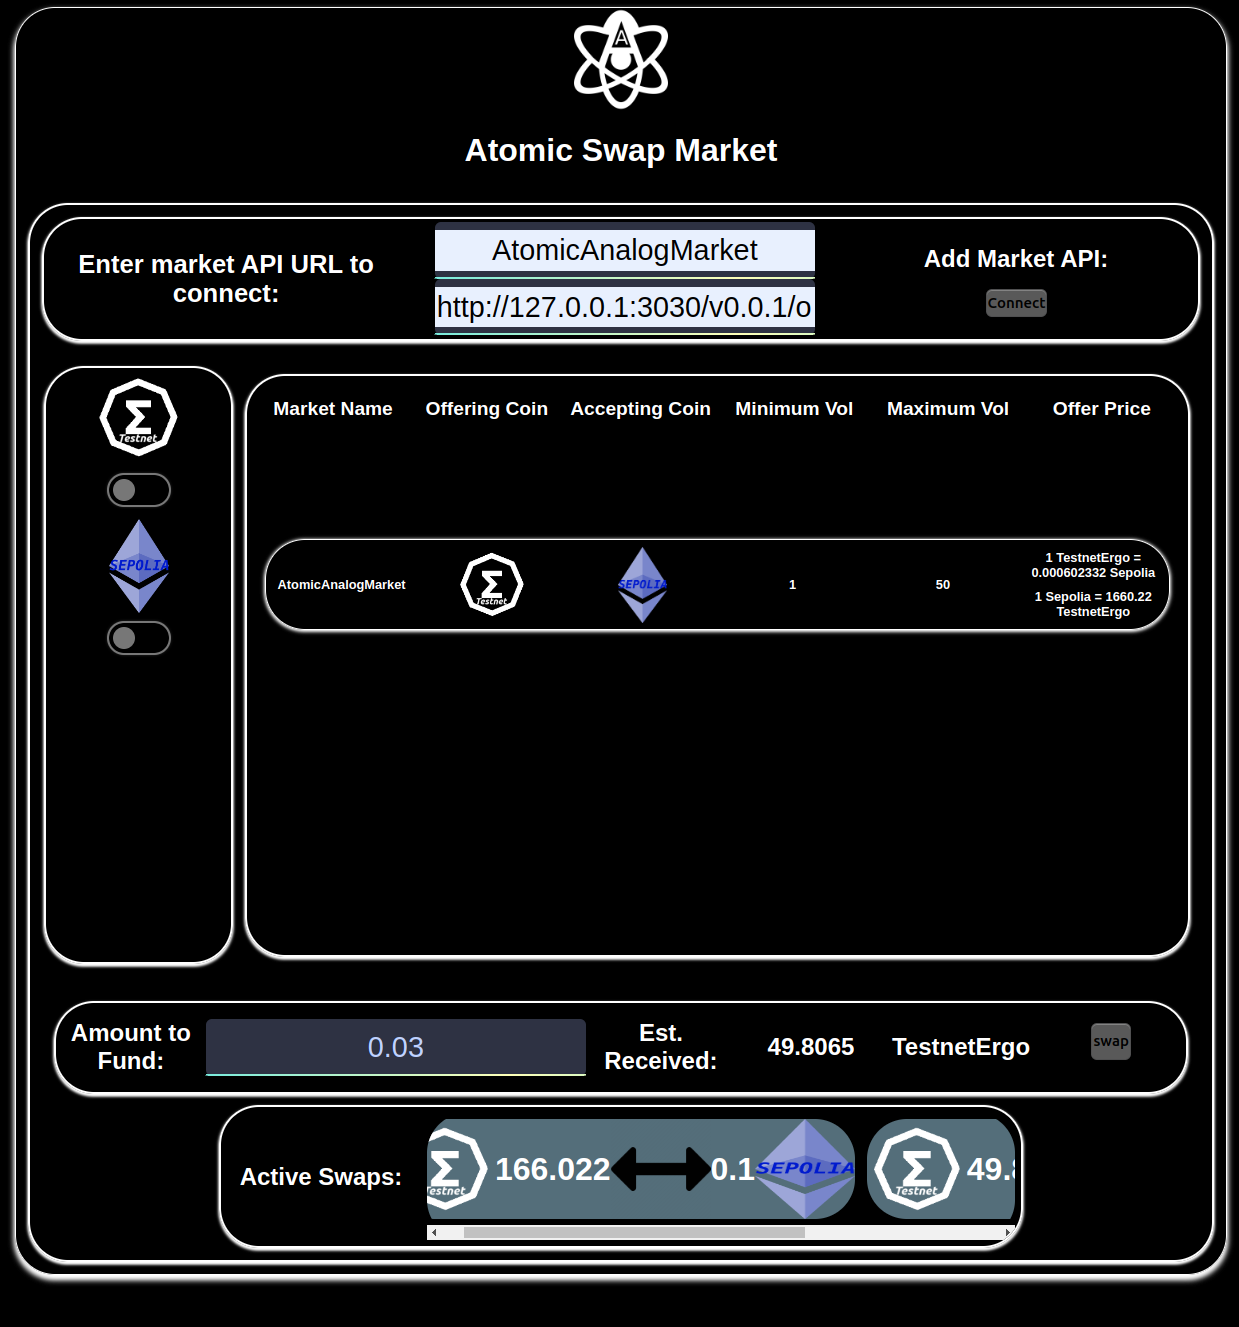 A
Atomic Swap Market
Enter market API URL to
connect:
AtomicAnalogMarket
http://127.0.0.1:3030/v0.0.1/o
Add Market API:
Connect
Σ
Testnet
SEPOLIA
Market Name Offering Coin Accepting Coin Minimum Vol Maximum Vol Offer Price
AtomicAnalogMarket
Σ
Testnet
SEPOLIA
1
50
1 TestnetErgo =
0.000602332 Sepolia
1 Sepolia = 1660.22
TestnetErgo
Amount to
Fund:
0.03
Est.
Received:
49.8065
TestnetErgo
swap
Active Swaps:
Σ
Testnet
166.022
0.1
SEPOLIA
Σ
Testnet
49.